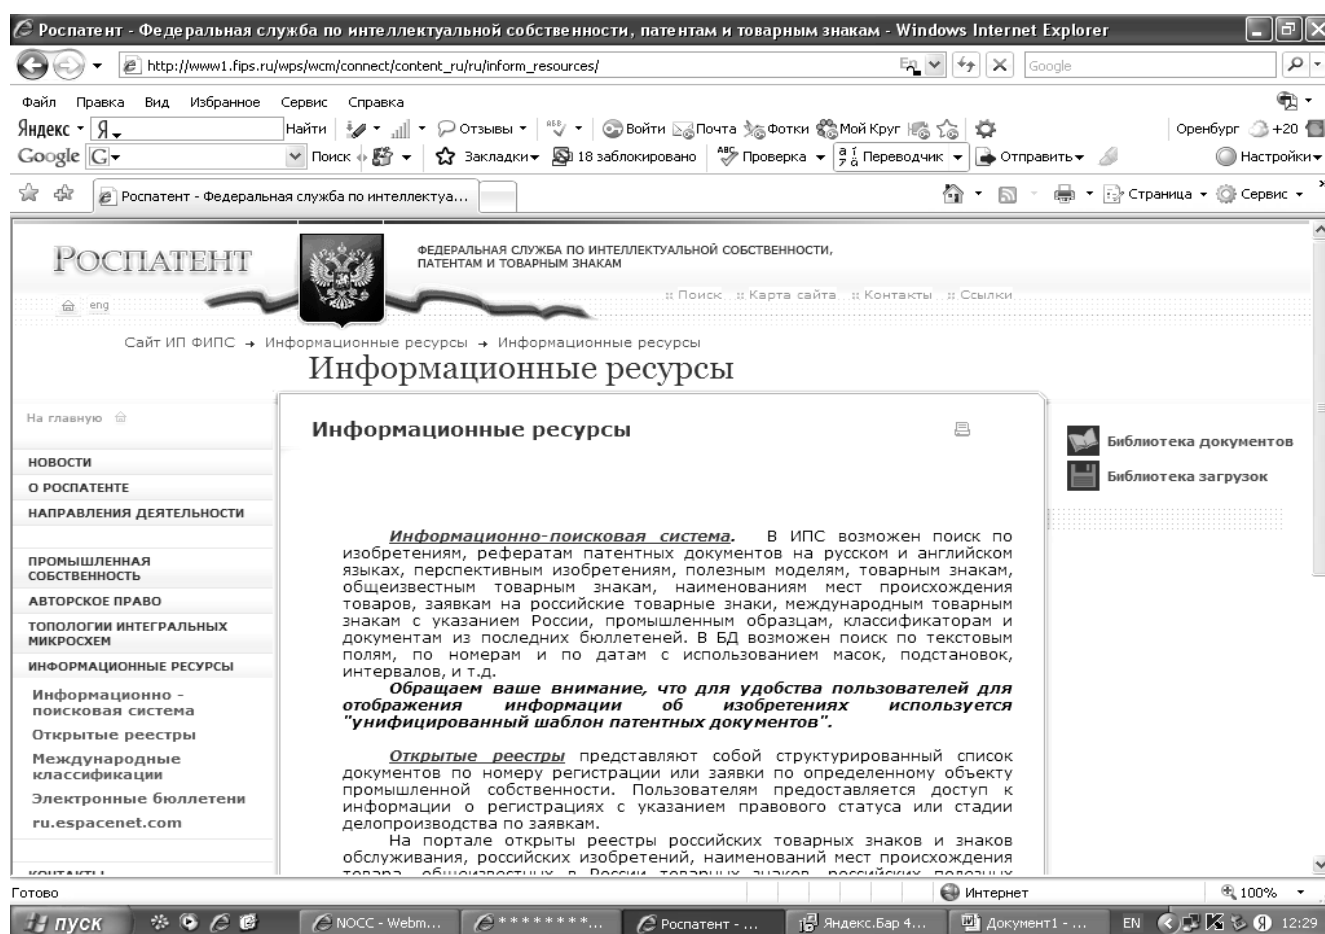 Роспатент - Федеральная служба по интеллектуальной собственности, патентам и товарным знакам - Windows Internet Explorer
http://www1.fips.ru/wps/wcm/connect/content_ru/ru/inform_resources/
Google
Файл Правка Вид Избранное Сервис Справка
Яндекс Я Найти Отзывы Войти Почта Фотки Мой Круг Оренбург +20
Google G Поиск Закладки 18 заблокировано Проверка Переводчик Отправить Настройки
Роспатент - Федеральная служба по интеллектуа... Страница Сервис
РОСПАТЕНТ
ФЕДЕРАЛЬНАЯ СЛУЖБА ПО ИНТЕЛЛЕКТУАЛЬНОЙ СОБСТВЕННОСТИ,
ПАТЕНТАМ И ТОВАРНЫМ ЗНАКАМ
eng
:: Поиск :: Карта сайта :: Контакты :: Ссылки
Сайт ИП ФИПС → Информационные ресурсы → Информационные ресурсы
Информационные ресурсы
На главную
НОВОСТИ
О РОСПАТЕНТЕ
НАПРАВЛЕНИЯ ДЕЯТЕЛЬНОСТИ
ПРОМЫШЛЕННАЯ
СОБСТВЕННОСТЬ
АВТОРСКОЕ ПРАВО
ТОПОЛОГИИ ИНТЕГРАЛЬНЫХ
МИКРОСХЕМ
ИНФОРМАЦИОННЫЕ РЕСУРСЫ
Информационно -
поисковая система
Открытые реестры
Международные
классификации
Электронные бюллетени
ru.espacenet.com
КОНТАКТЫ
Информационные ресурсы
Информационно-поисковая система. В ИПС возможен поиск по
изобретениям, рефератам патентных документов на русском и английском
языках, перспективным изобретениям, полезным моделям, товарным знакам,
общеизвестным товарным знакам, наименованиям мест происхождения
товаров, заявкам на российские товарные знаки, международным товарным
знакам с указанием России, промышленным образцам, классификаторам и
документам из последних бюллетеней. В БД возможен поиск по текстовым
полям, по номерам и по датам с использованием масок, подстановок,
интервалов, и т.д.
Обращаем ваше внимание, что для удобства пользователей для
отображения информации об изобретениях используется
"унифицированный шаблон патентных документов".
Открытые реестры представляют собой структурированный список
документов по номеру регистрации или заявки по определенному объекту
промышленной собственности. Пользователям предоставляется доступ к
информации о регистрациях с указанием правового статуса или стадии
делопроизводства по заявкам.
На портале открыты реестры российских товарных знаков и знаков
обслуживания, российских изобретений, наименований мест происхождения
товара, общеизвестных в России товарных знаков, российских полезных
Библиотека документов
Библиотека загрузок
Готово Интернет 100%
пуск NOCC - Webm... ********... Роспатент - ... Яндекс.Бар 4... Документ1 - ... EN 12:29